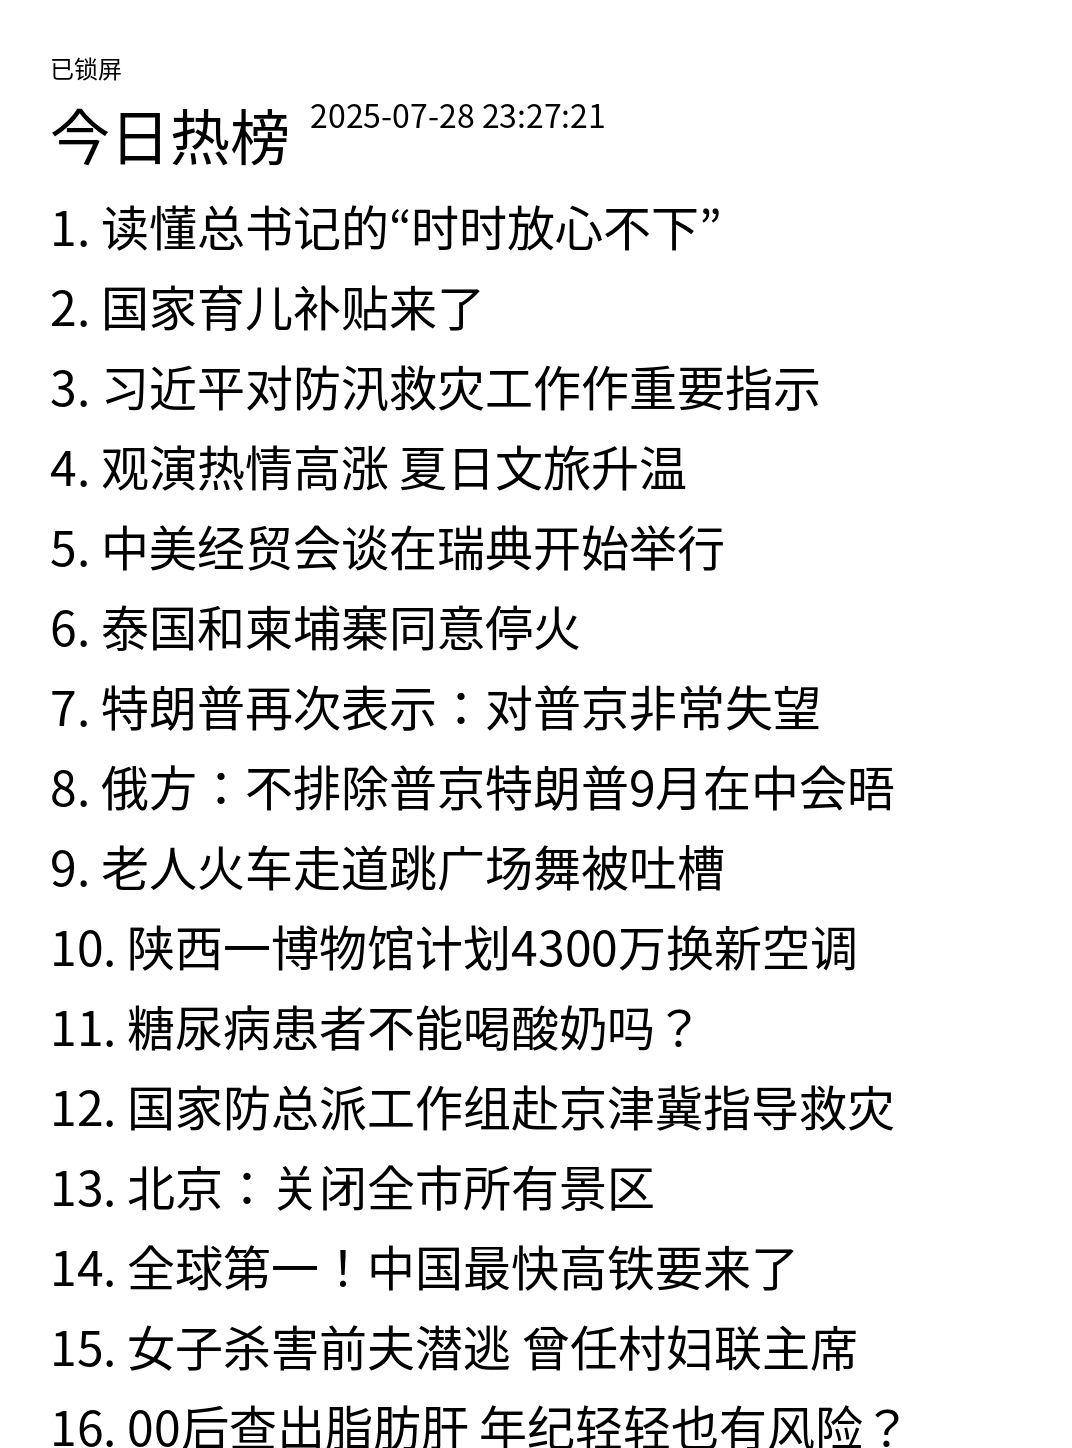 已锁屏
今日热榜 2025-07-28 23:27:21
1. 读懂总书记的“时时放心不下”
2. 国家育儿补贴来了
3. 习近平对防汛救灾工作作重要指示
4. 观演热情高涨 夏日文旅升温
5. 中美经贸会谈在瑞典开始举行
6. 泰国和柬埔寨同意停火
7. 特朗普再次表示：对普京非常失望
8. 俄方：不排除普京特朗普9月在中会晤
9. 老人火车走道跳广场舞被吐槽
10. 陕西一博物馆计划4300万换新空调
11. 糖尿病患者不能喝酸奶吗？
12. 国家防总派工作组赴京津冀指导救灾
13. 北京：关闭全市所有景区
14. 全球第一！中国最快高铁要来了
15. 女子杀害前夫潜逃 曾任村妇联主席
16. 00后查出脂肪肝 年纪轻轻也有风险？